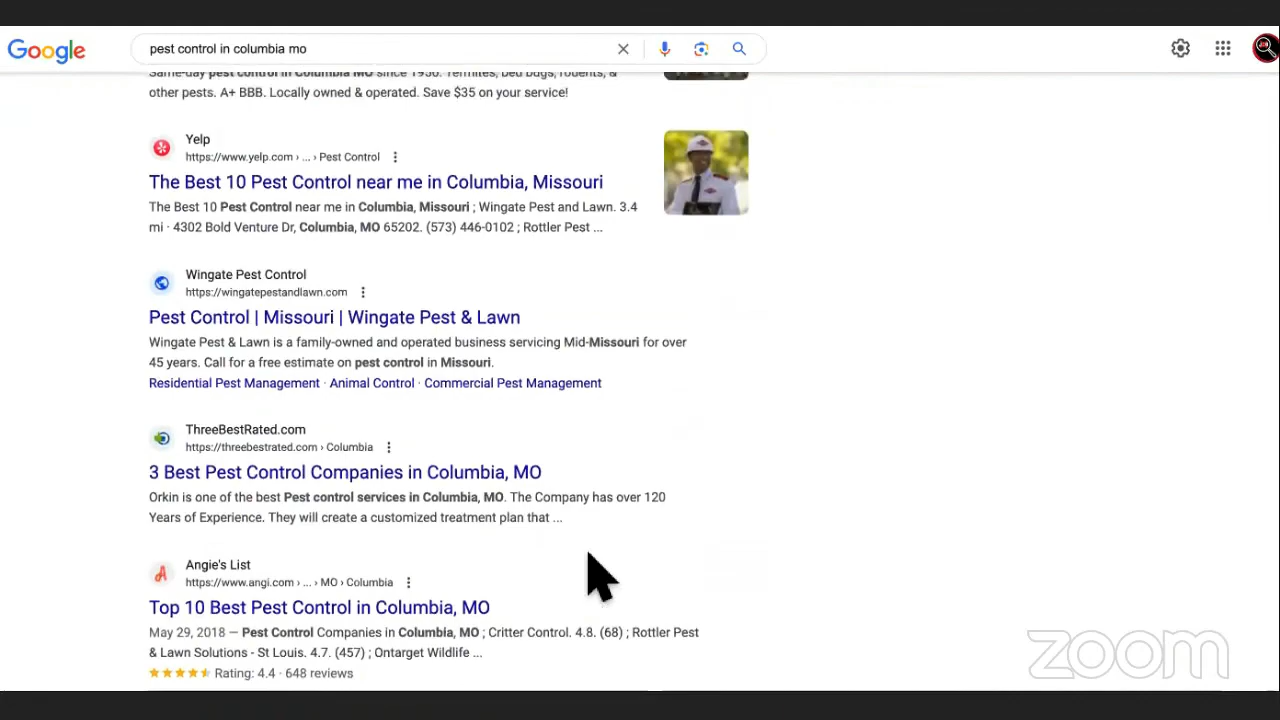 Google
pest control in columbia mo
Same-day pest control in Columbia MO since 1930. Termites, bed bugs, rodents, &
other pests. A+ BBB. Locally owned & operated. Save $35 on your service!
Yelp
https://www.yelp.com › ... › Pest Control
The Best 10 Pest Control near me in Columbia, Missouri
The Best 10 Pest Control near me in Columbia, Missouri ; Wingate Pest and Lawn. 3.4
mi · 4302 Bold Venture Dr, Columbia, MO 65202. (573) 446-0102 ; Rottler Pest ...
Wingate Pest Control
https://wingatepestandlawn.com
Pest Control | Missouri | Wingate Pest & Lawn
Wingate Pest & Lawn is a family-owned and operated business servicing Mid-Missouri for over
45 years. Call for a free estimate on pest control in Missouri.
Residential Pest Management · Animal Control · Commercial Pest Management
ThreeBestRated.com
https://threebestrated.com › Columbia
3 Best Pest Control Companies in Columbia, MO
Orkin is one of the best Pest control services in Columbia, MO. The Company has over 120
Years of Experience. They will create a customized treatment plan that ...
Angie's List
https://www.angi.com › ... › MO › Columbia
Top 10 Best Pest Control in Columbia, MO
May 29, 2018 — Pest Control Companies in Columbia, MO ; Critter Control. 4.8. (68) ; Rottler Pest
& Lawn Solutions - St Louis. 4.7. (457) ; Ontarget Wildlife ...
Rating: 4.4 · 648 reviews
zoom